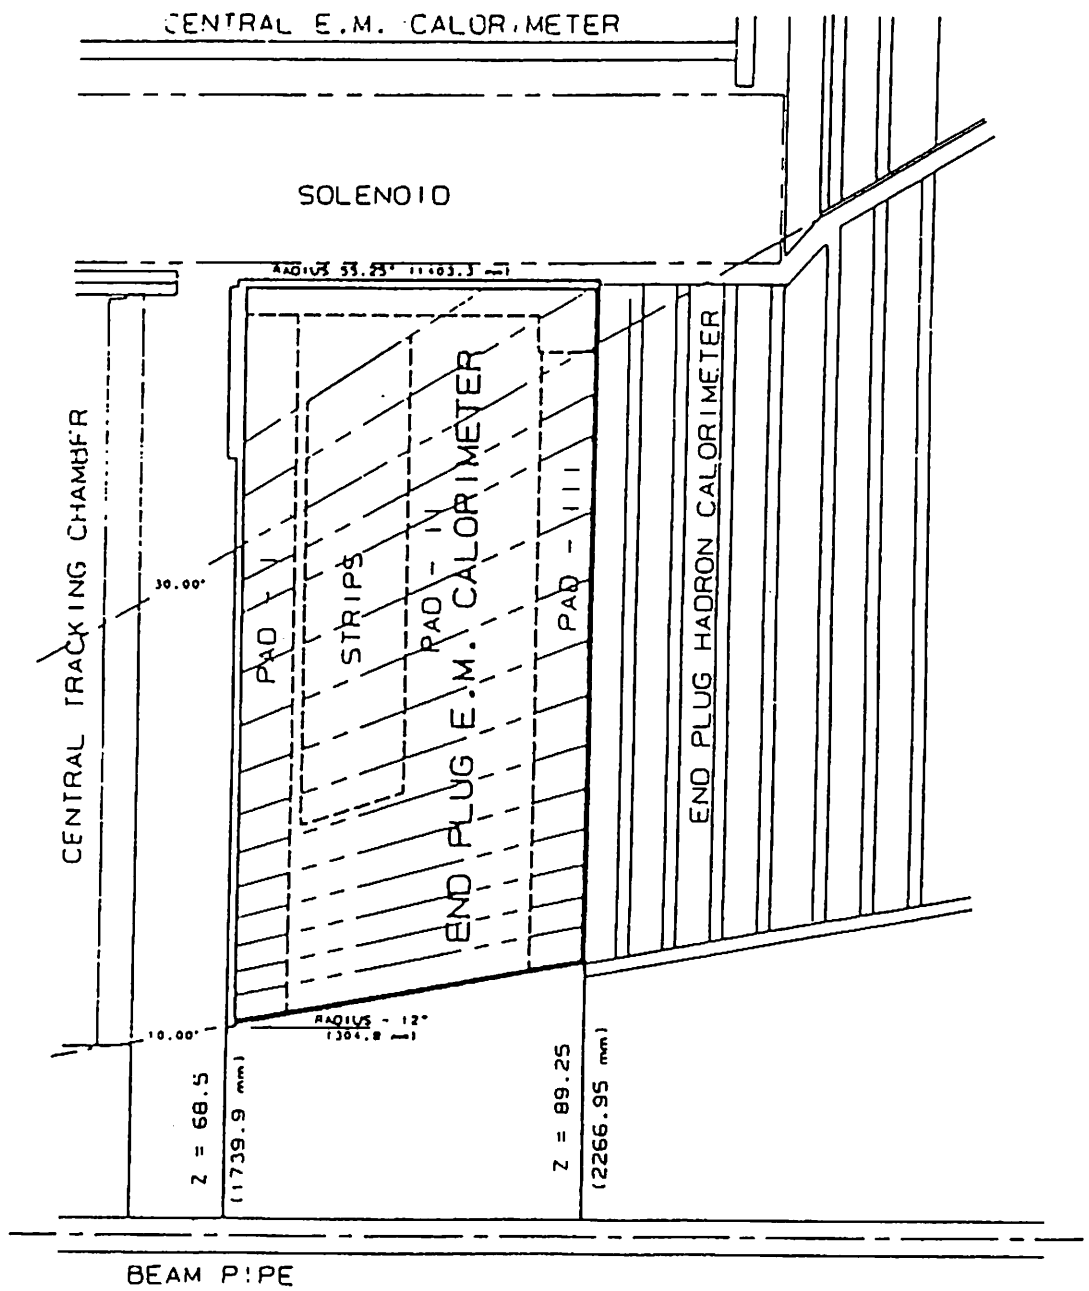 CENTRAL E.M. CALORIMETER
SOLENOID
RADIUS 55.25" (1403.3 mm)
CENTRAL TRACKING CHAMBER
30.00°
PAD - I
STRIPS
PAD - II
END PLUG E.M. CALORIMETER
PAD - III
END PLUG HADRON CALORIMETER
10.00°
RADIUS - 12"
(304.8 mm)
Z = 68.5
(1739.9 mm)
Z = 89.25
(2266.95 mm)
BEAM PIPE